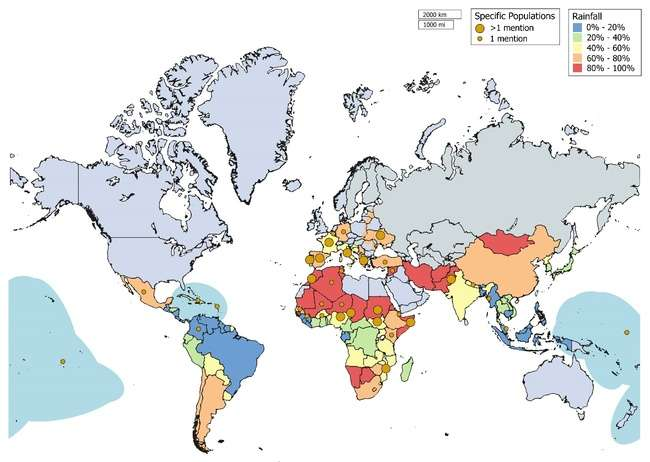 2000 km
1000 mi
Specific Populations
>1 mention
1 mention
Rainfall
0% - 20%
20% - 40%
40% - 60%
60% - 80%
80% - 100%